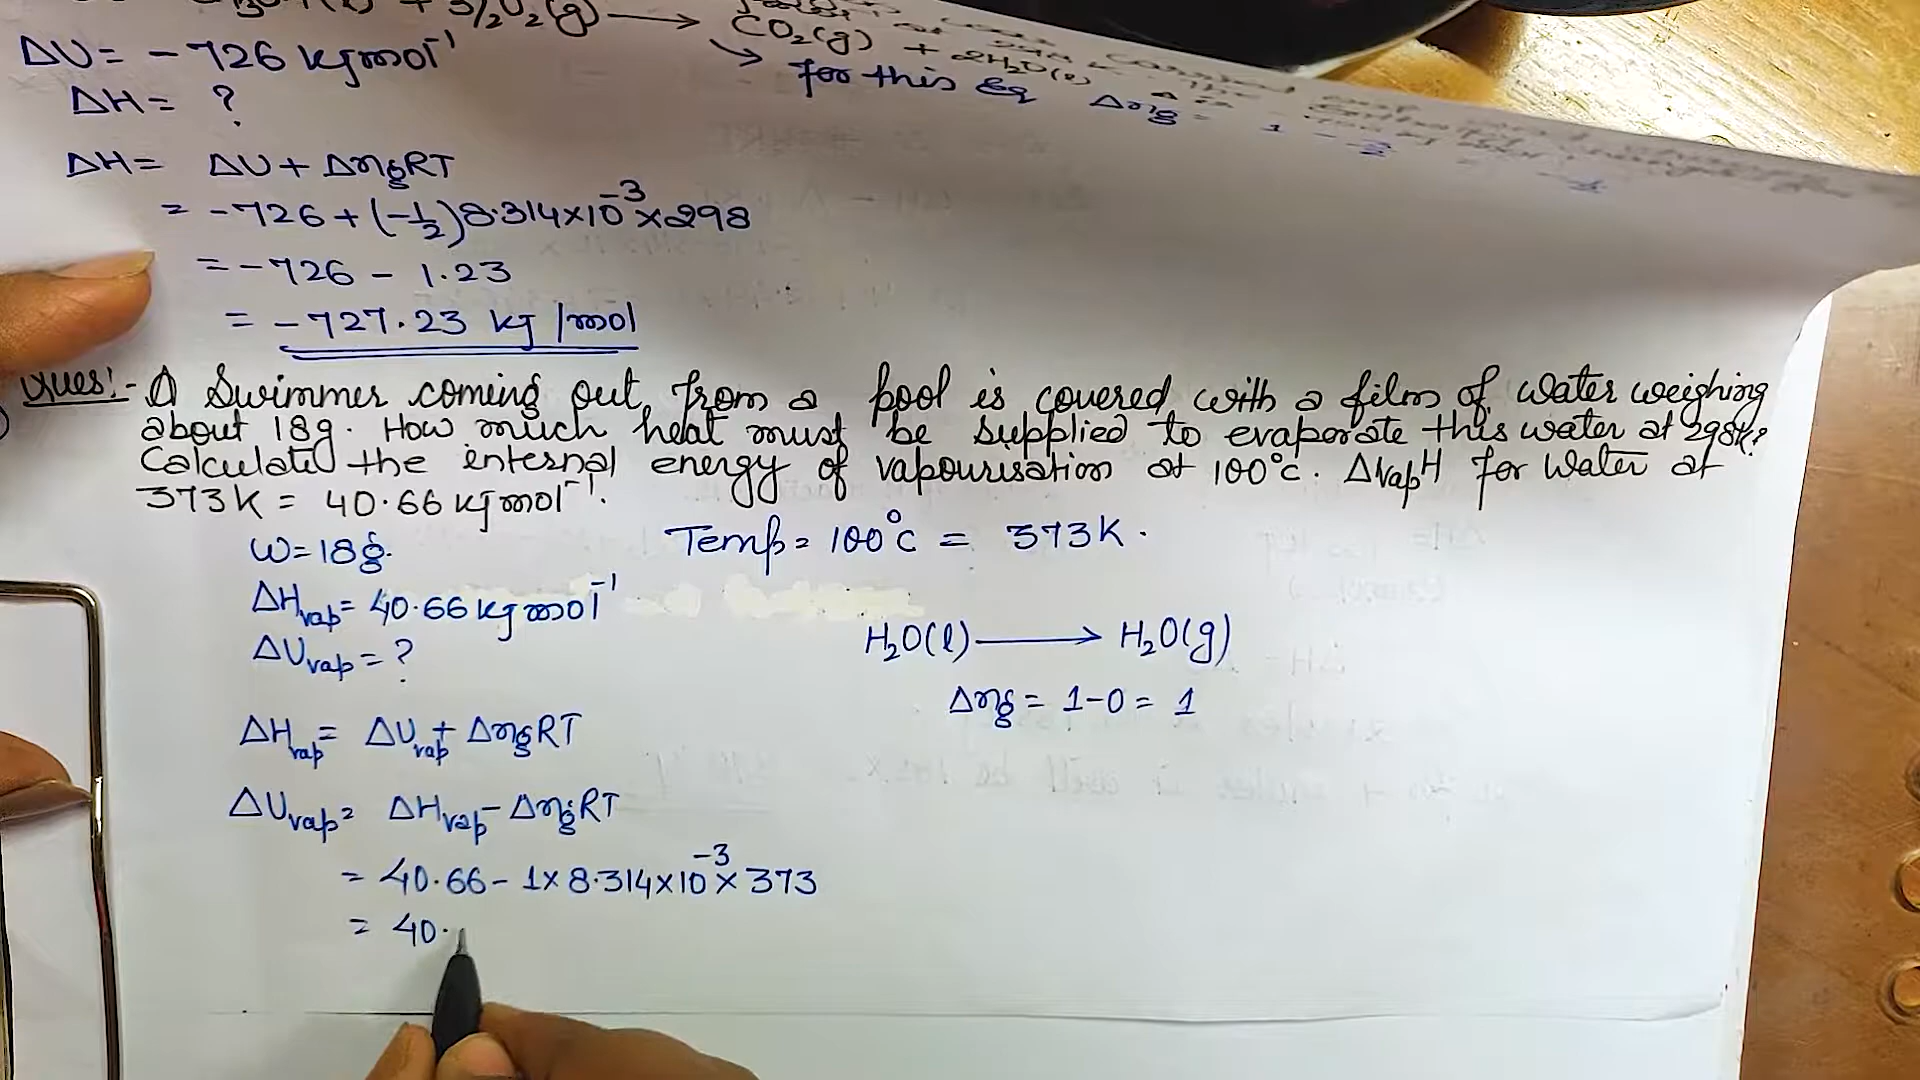 + 3/2O₂(g) ⟶ CO₂(g) + 2H₂O(l)
ΔU = -726 kJ mol⁻¹
↘ for this Eq Δng =
ΔH = ?
ΔH = ΔU + ΔngRT
= -726 + (-1/2) 8.314×10⁻³×298
= -726 - 1.23
= -727.23 kJ/mol
Ques:- A Swimmer coming out from a pool is covered with a film of water weighing
about 18g. How much heat must be supplied to evaporate this water at 298K?
Calculate the internal energy of vapourisation at 100°C. ΔvapH for Water at
373K = 40.66 kJ mol⁻¹.
W = 18g.
Temp = 100°C = 373K.
ΔHvap = 40.66 kJ mol⁻¹
ΔUvap = ?
H₂O(l) ⟶ H₂O(g)
Δng = 1-0 = 1
ΔHvap = ΔUvap + ΔngRT
ΔUvap = ΔHvap - ΔngRT
= 40.66 - 1×8.314×10⁻³×373
= 40.